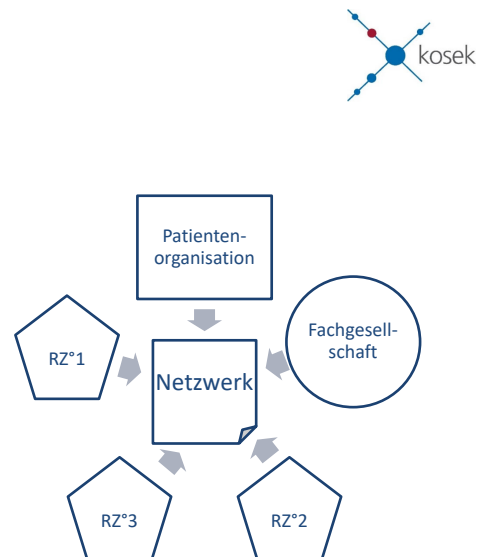 kosek
Patienten-
organisation
Fachgesell-
schaft
RZ°1
Netzwerk
RZ°3
RZ°2